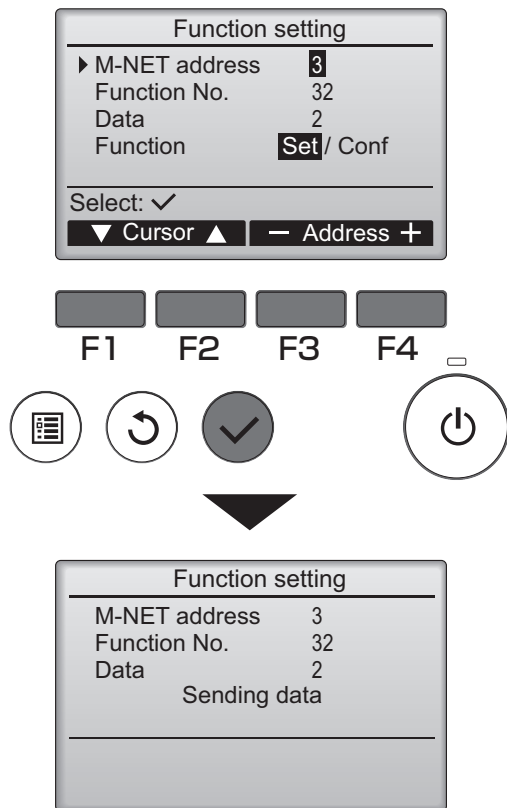 Function setting
M-NET address 3
Function No. 32
Data 2
Function Set / Conf
Select:
Cursor − Address +
F1 F2 F3 F4
Function setting
M-NET address 3
Function No. 32
Data 2
Sending data